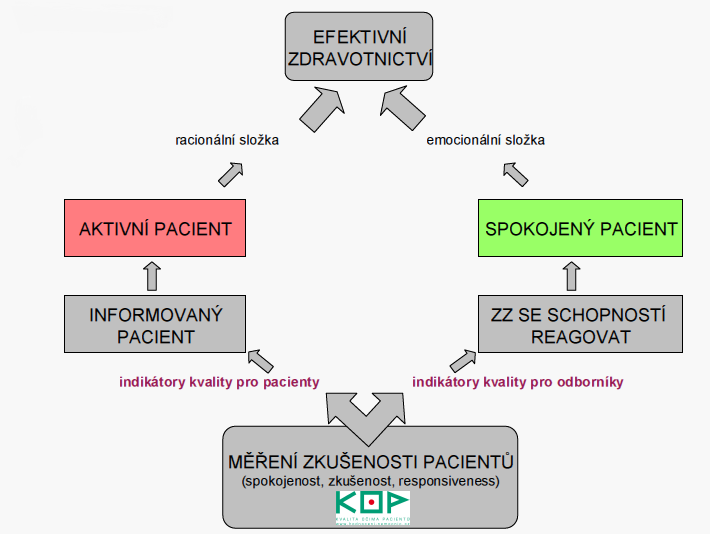 EFEKTIVNÍ
ZDRAVOTNICTVÍ
racionální složka
emocionální složka
AKTIVNÍ PACIENT
SPOKOJENÝ PACIENT
INFORMOVANÝ
PACIENT
ZZ SE SCHOPNOSTÍ
REAGOVAT
indikátory kvality pro pacienty
indikátory kvality pro odborníky
MĚŘENÍ ZKUŠENOSTI PACIENTŮ
(spokojenost, zkušenost, responsiveness)
KOP
KVALITA OČIMA PACIENTŮ